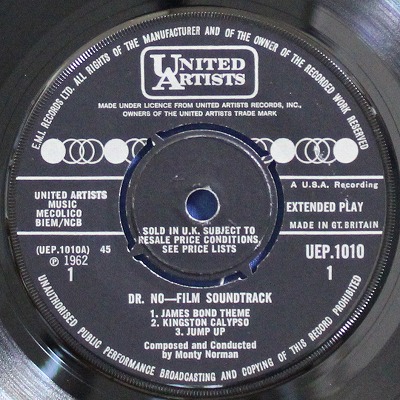 E.M.I. RECORDS LTD. ALL RIGHTS OF THE MANUFACTURER AND OF THE OWNER OF THE RECORDED WORK RESERVED
UNITED
ARTISTS
MADE UNDER LICENCE FROM UNITED ARTISTS RECORDS, INC.,
OWNERS OF THE UNITED ARTISTS TRADE MARK
UNITED ARTISTS
MUSIC
MECOLICO
BIEM/NCB
A U.S.A. Recording
EXTENDED PLAY
MADE IN GT. BRITAIN
SOLD IN U.K. SUBJECT TO
RESALE PRICE CONDITIONS,
SEE PRICE LISTS
(UEP.1010A) 45
℗ 1962
1
UEP.1010
1
DR. NO—FILM SOUNDTRACK
1. JAMES BOND THEME
2. KINGSTON CALYPSO
3. JUMP UP
Composed and Conducted
by Monty Norman
UNAUTHORISED PUBLIC PERFORMANCE BROADCASTING AND COPYING OF THIS RECORD PROHIBITED